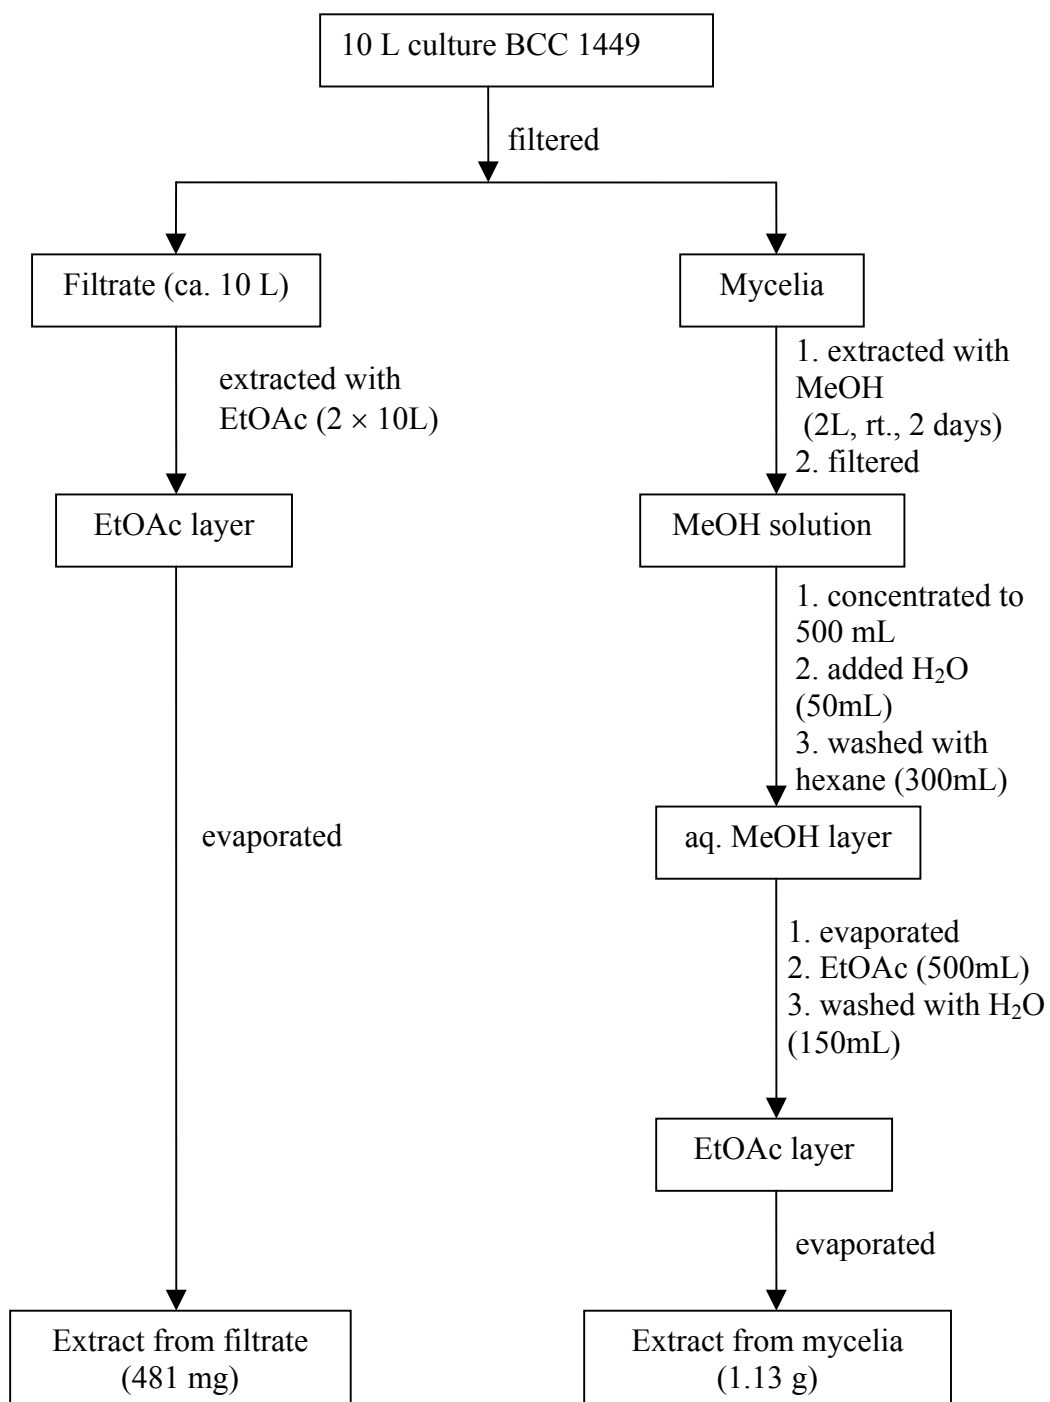 10 L culture BCC 1449
filtered
Filtrate (ca. 10 L)
Mycelia
extracted with
EtOAc (2 × 10L)
1. extracted with
MeOH
(2L, rt., 2 days)
2. filtered
EtOAc layer
MeOH solution
1. concentrated to
500 mL
2. added H₂O
(50mL)
3. washed with
hexane (300mL)
evaporated
aq. MeOH layer
1. evaporated
2. EtOAc (500mL)
3. washed with H₂O
(150mL)
EtOAc layer
evaporated
Extract from filtrate
(481 mg)
Extract from mycelia
(1.13 g)